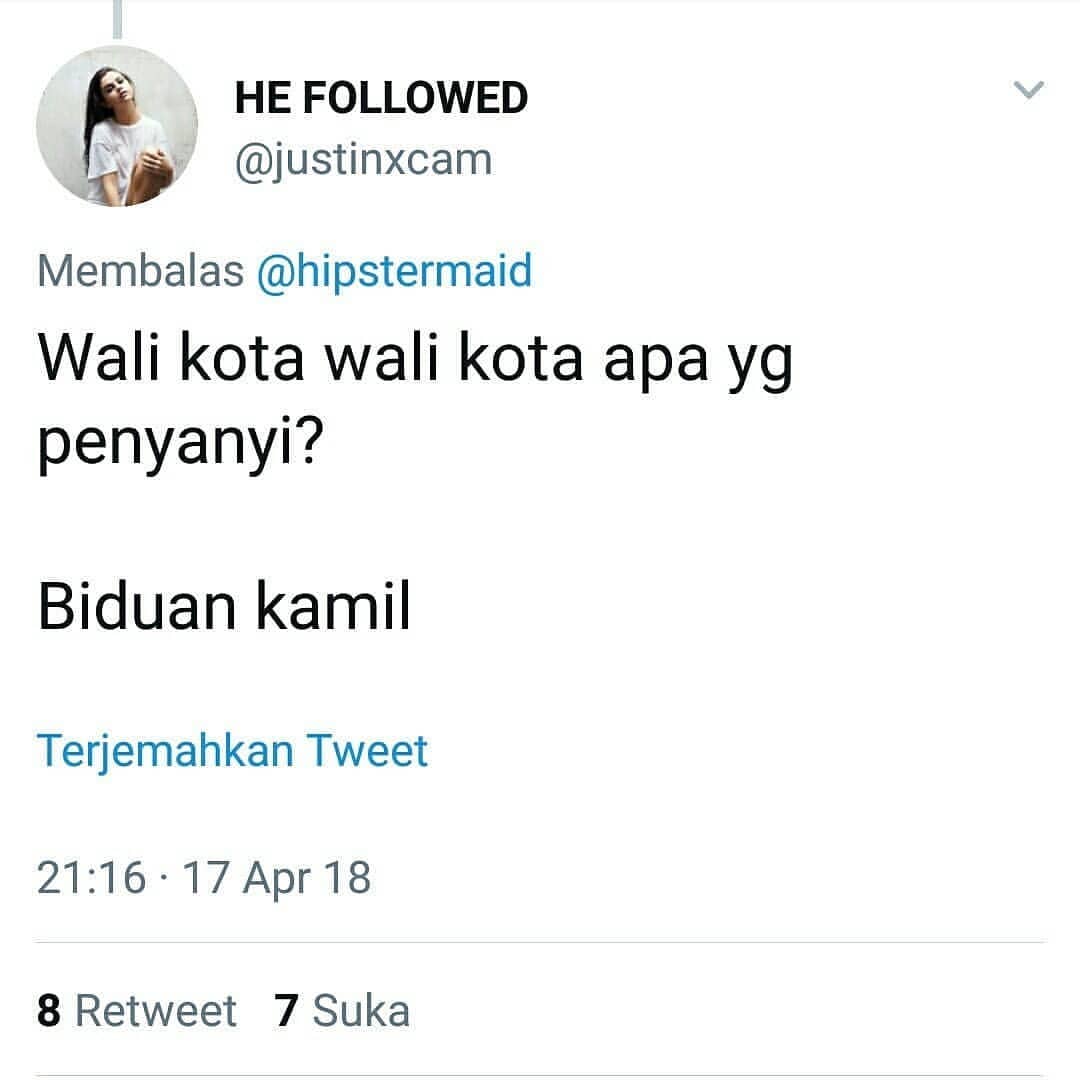 HE FOLLOWED
@justinxcam
Membalas @hipstermaid
Wali kota wali kota apa yg
penyanyi?
Biduan kamil
Terjemahkan Tweet
21:16 · 17 Apr 18
8 Retweet 7 Suka